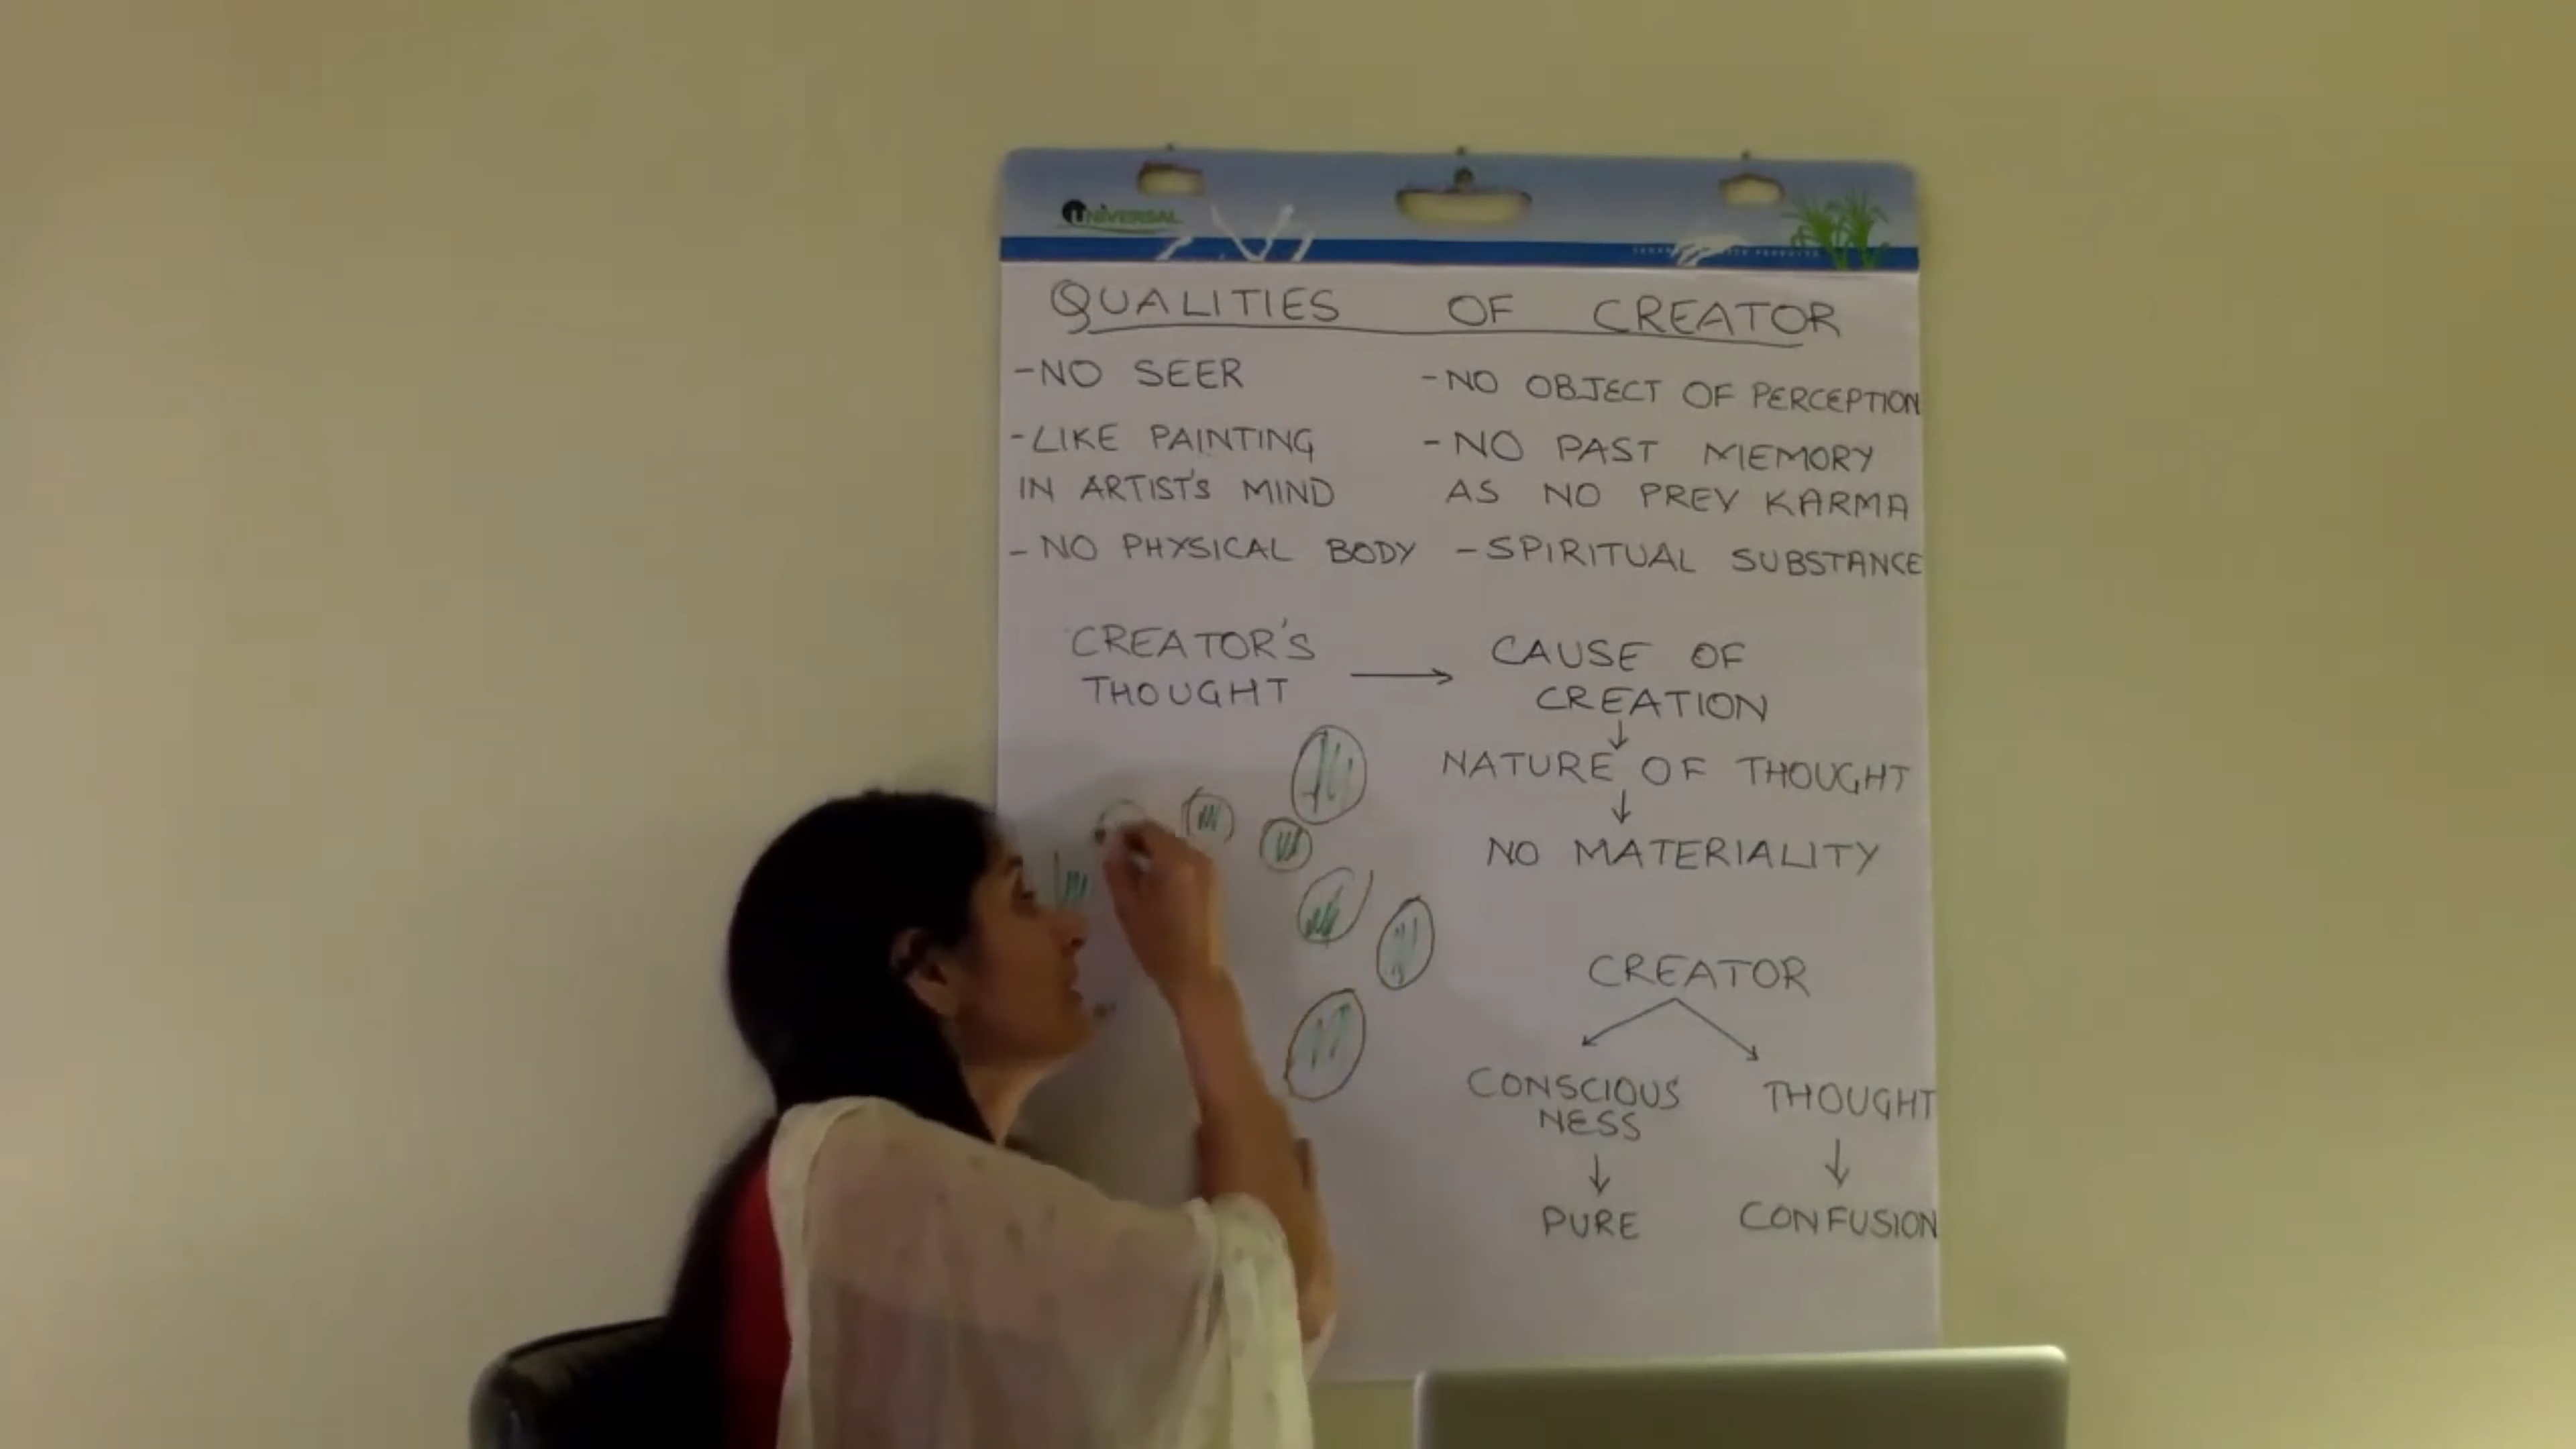 UNIVERSAL
QUALITIES OF CREATOR
-NO SEER
-NO OBJECT OF PERCEPTION
-LIKE PAINTING
IN ARTIST'S MIND
-NO PAST MEMORY
AS NO PREV KARMA
-NO PHYSICAL BODY
-SPIRITUAL SUBSTANCE
CREATOR'S
THOUGHT
→
CAUSE OF
CREATION
↓
NATURE OF THOUGHT
↓
NO MATERIALITY
CREATOR
CONSCIOUS
NESS
↓
PURE
THOUGHT
↓
CONFUSION